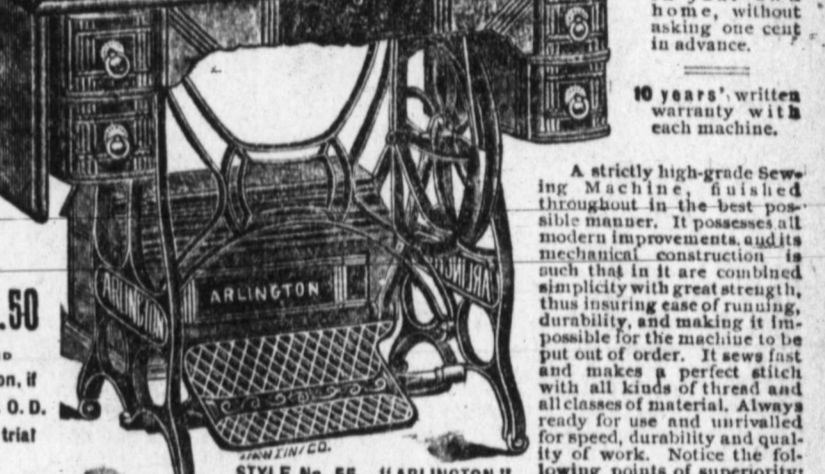 home, without
asking one cent
in advance.
10 years' written
warranty with
each machine.
A strictly high-grade Sew-
ing Machine, finished
throughout in the best pos-
sible manner. It possesses all
modern improvements, and its
mechanical construction is
such that in it are combined
simplicity with great strength,
thus insuring ease of running,
durability, and making it im-
possible for the machine to be
put out of order. It sews fast
and makes a perfect stitch
with all kinds of thread and
all classes of material. Always
ready for use and unrivalled
for speed, durability and qual-
ity of work. Notice the fol-
lowing points of superiority:
.50
on, if
O. D.
trial
ARLINGTON
ARLINGTON
ARLINGTON
STYLE No. 55. "ARLINGTON"